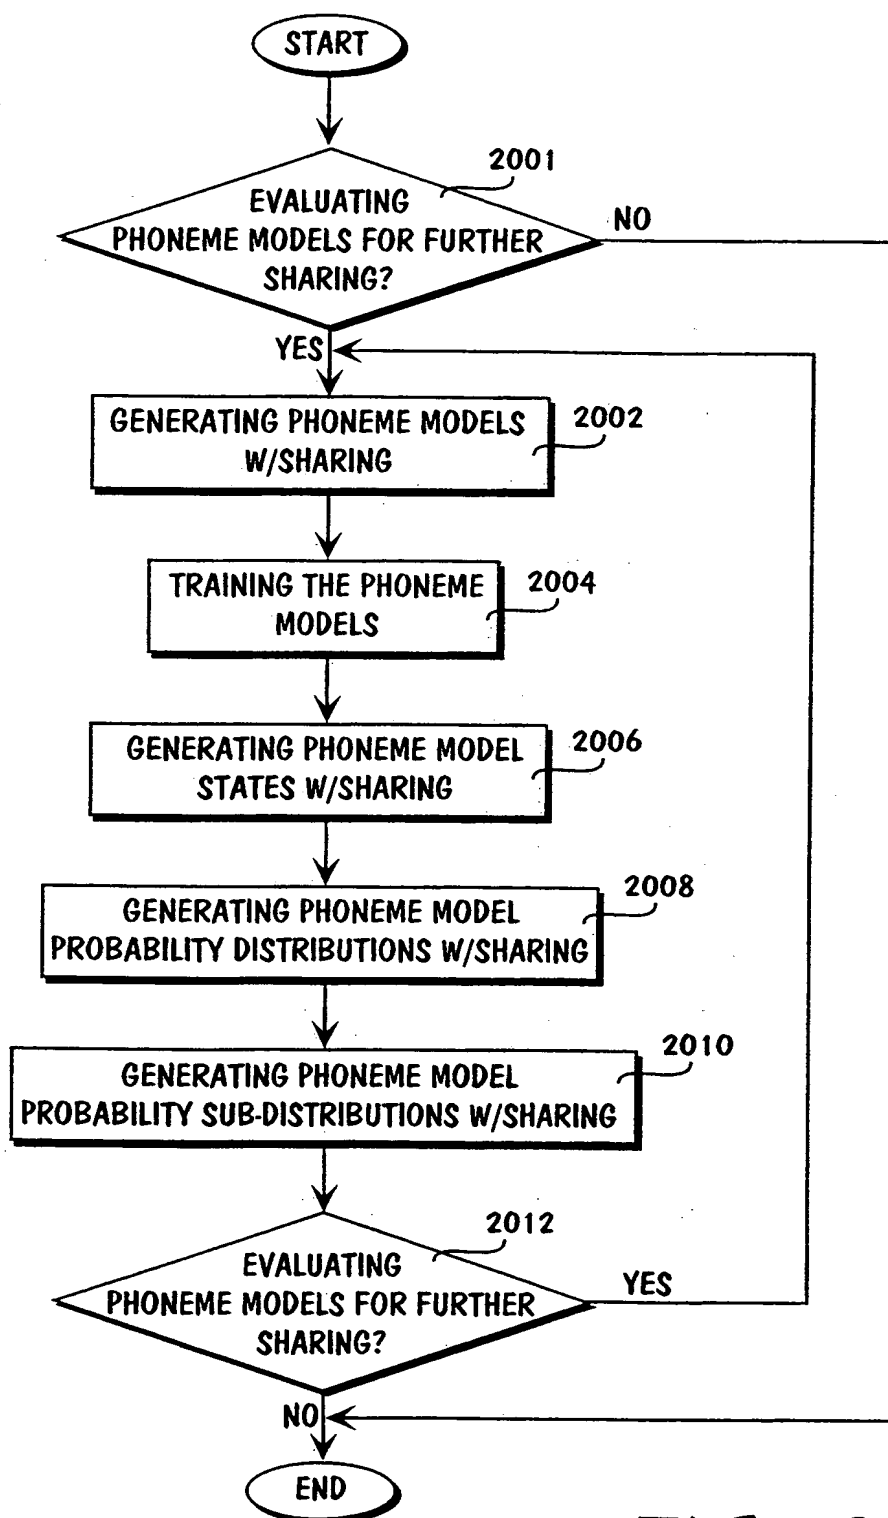 START
2001
EVALUATING
PHONEME MODELS FOR FURTHER
SHARING?
NO
YES
GENERATING PHONEME MODELS
W/SHARING
2002
TRAINING THE PHONEME
MODELS
2004
GENERATING PHONEME MODEL
STATES W/SHARING
2006
GENERATING PHONEME MODEL
PROBABILITY DISTRIBUTIONS W/SHARING
2008
GENERATING PHONEME MODEL
PROBABILITY SUB-DISTRIBUTIONS W/SHARING
2010
2012
EVALUATING
PHONEME MODELS FOR FURTHER
SHARING?
YES
NO
END